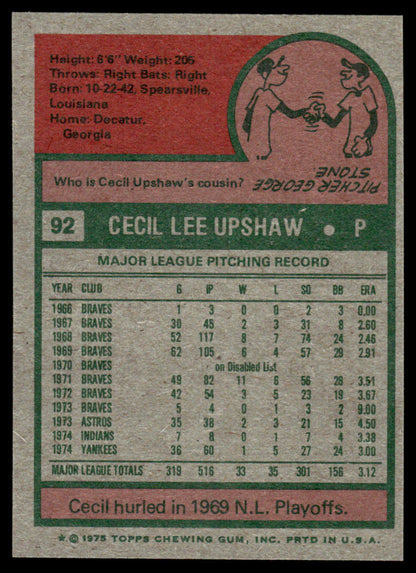 Height: 6'6" Weight: 205
Throws: Right Bats: Right
Born: 10-22-42, Spearsville,
Louisiana
Home: Decatur,
Georgia
Who is Cecil Upshaw's cousin?
PITCHER GEORGE
STONE
92 CECIL LEE UPSHAW • P
MAJOR LEAGUE PITCHING RECORD
YEAR CLUB G IP W L SO BB ERA
1966 BRAVES 1 3 0 0 2 3 0.00
1967 BRAVES 30 45 2 3 31 8 2.60
1968 BRAVES 52 117 8 7 74 24 2.46
1969 BRAVES 62 105 6 4 57 29 2.91
1970 BRAVES on Disabled List
1971 BRAVES 49 82 11 6 56 28 3.51
1972 BRAVES 42 54 3 5 23 19 3.67
1973 BRAVES 5 4 0 1 3 2 9.00
1973 ASTROS 35 38 2 3 21 15 4.50
1974 INDIANS 7 8 0 1 7 4 3.38
1974 YANKEES 36 60 1 5 27 24 3.00
MAJOR LEAGUE TOTALS 319 516 33 35 301 156 3.12
Cecil hurled in 1969 N.L. Playoffs.
★ © 1975 TOPPS CHEWING GUM, INC. PRTD IN U.S.A.